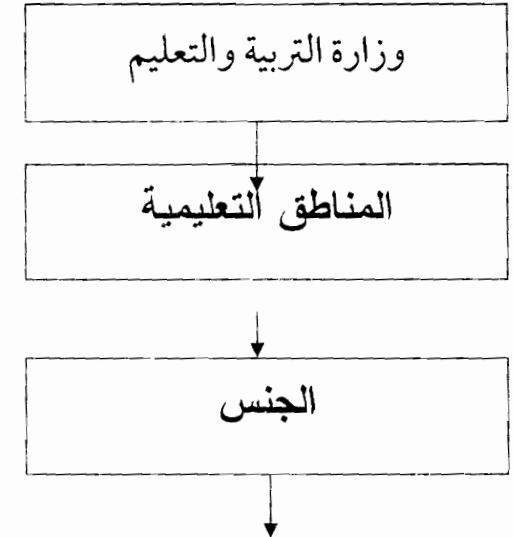 وزارة التربية والتعليم
المناطق التعليمية
الجنس